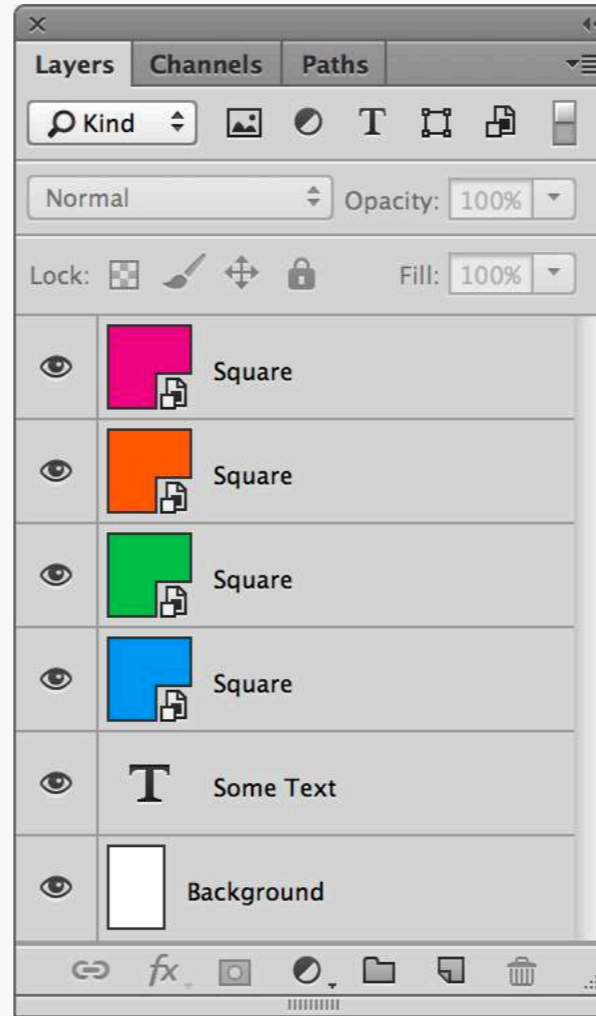 Layers Channels Paths
Kind T
Normal Opacity: 100%
Lock: Fill: 100%
Square
Square
Square
Square
T Some Text
Background
fx